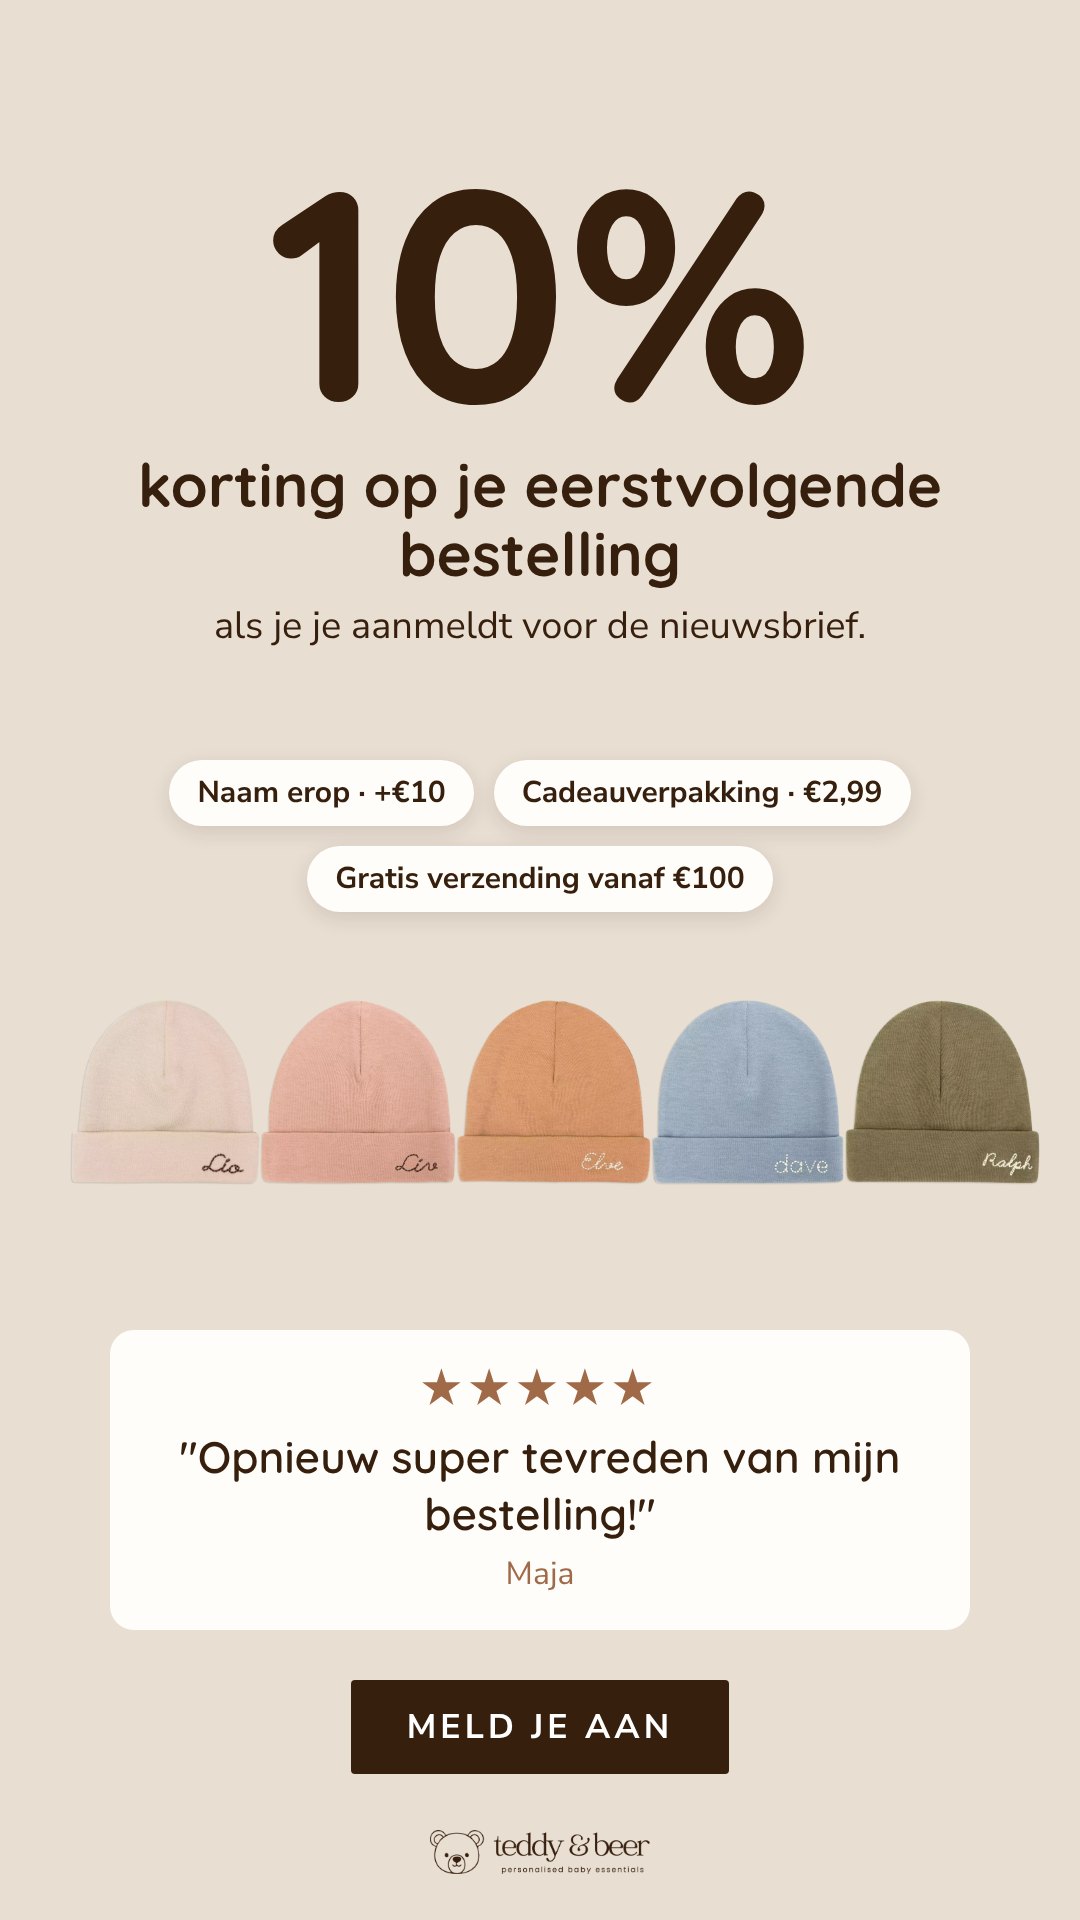 10%
korting op je eerstvolgende
bestelling
als je je aanmeldt voor de nieuwsbrief.
Naam erop · +€10
Cadeauverpakking · €2,99
Gratis verzending vanaf €100
Lio
Liv
Elve
dave
Ralph
★★★★★
"Opnieuw super tevreden van mijn
bestelling!"
Maja
MELD JE AAN
teddy & beer
personalised baby essentials